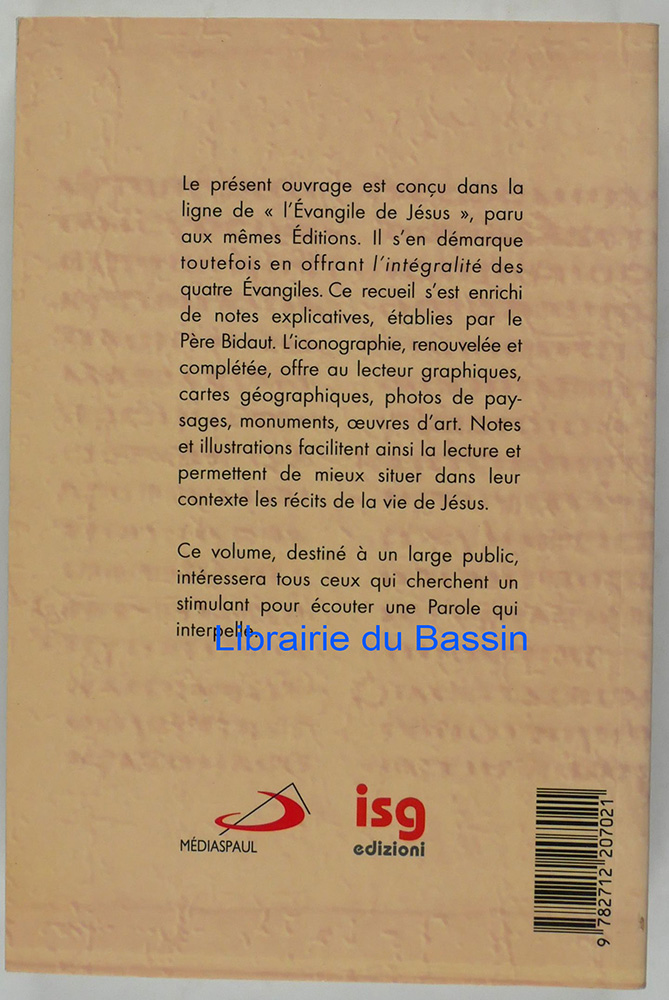 Le présent ouvrage est conçu dans la
ligne de « l'Évangile de Jésus », paru
aux mêmes Éditions. Il s'en démarque
toutefois en offrant l'intégralité des
quatre Évangiles. Ce recueil s'est enrichi
de notes explicatives, établies par le
Père Bidaut. L'iconographie, renouvelée et
complétée, offre au lecteur graphiques,
cartes géographiques, photos de pay-
sages, monuments, œuvres d'art. Notes
et illustrations facilitent ainsi la lecture et
permettent de mieux situer dans leur
contexte les récits de la vie de Jésus.
Ce volume, destiné à un large public,
intéressera tous ceux qui cherchent un
stimulant pour écouter une Parole qui
interpelle.
Librairie du Bassin
MÉDIASPAUL
isg
edizioni
9 782712 207021